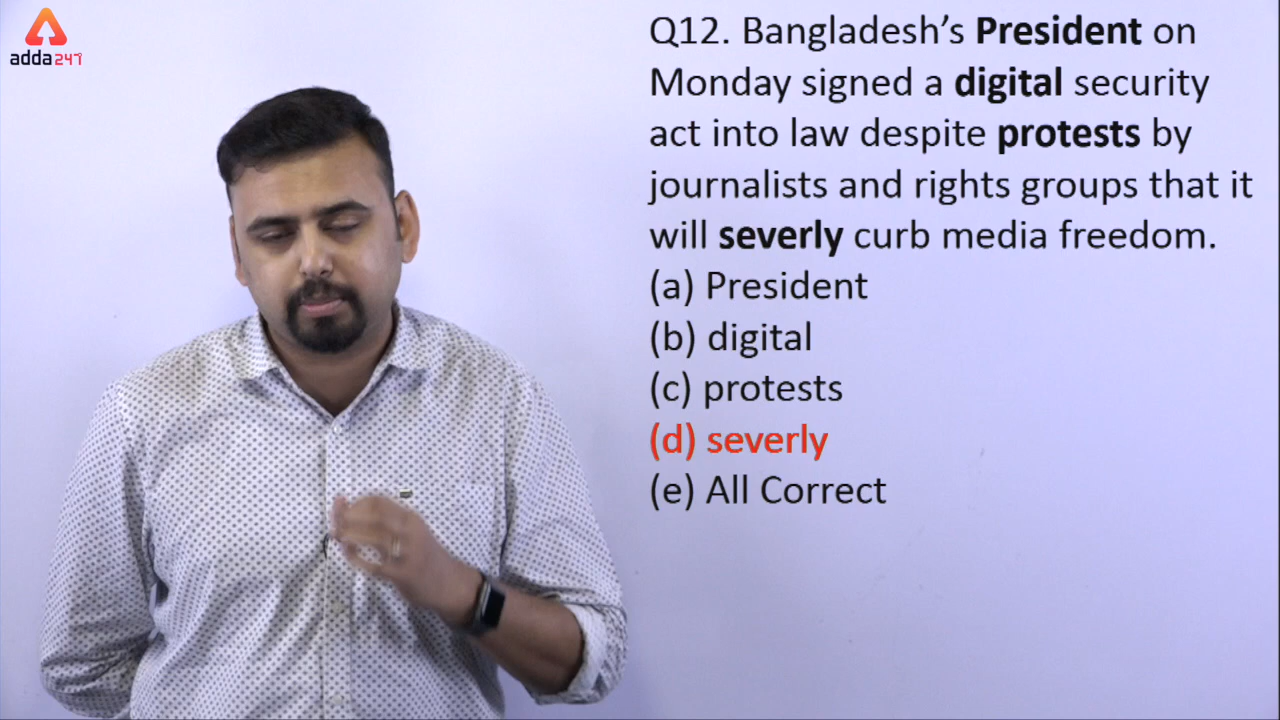 adda247
Q12. Bangladesh’s President on
Monday signed a digital security
act into law despite protests by
journalists and rights groups that it
will severly curb media freedom.
(a) President
(b) digital
(c) protests
(d) severly
(e) All Correct